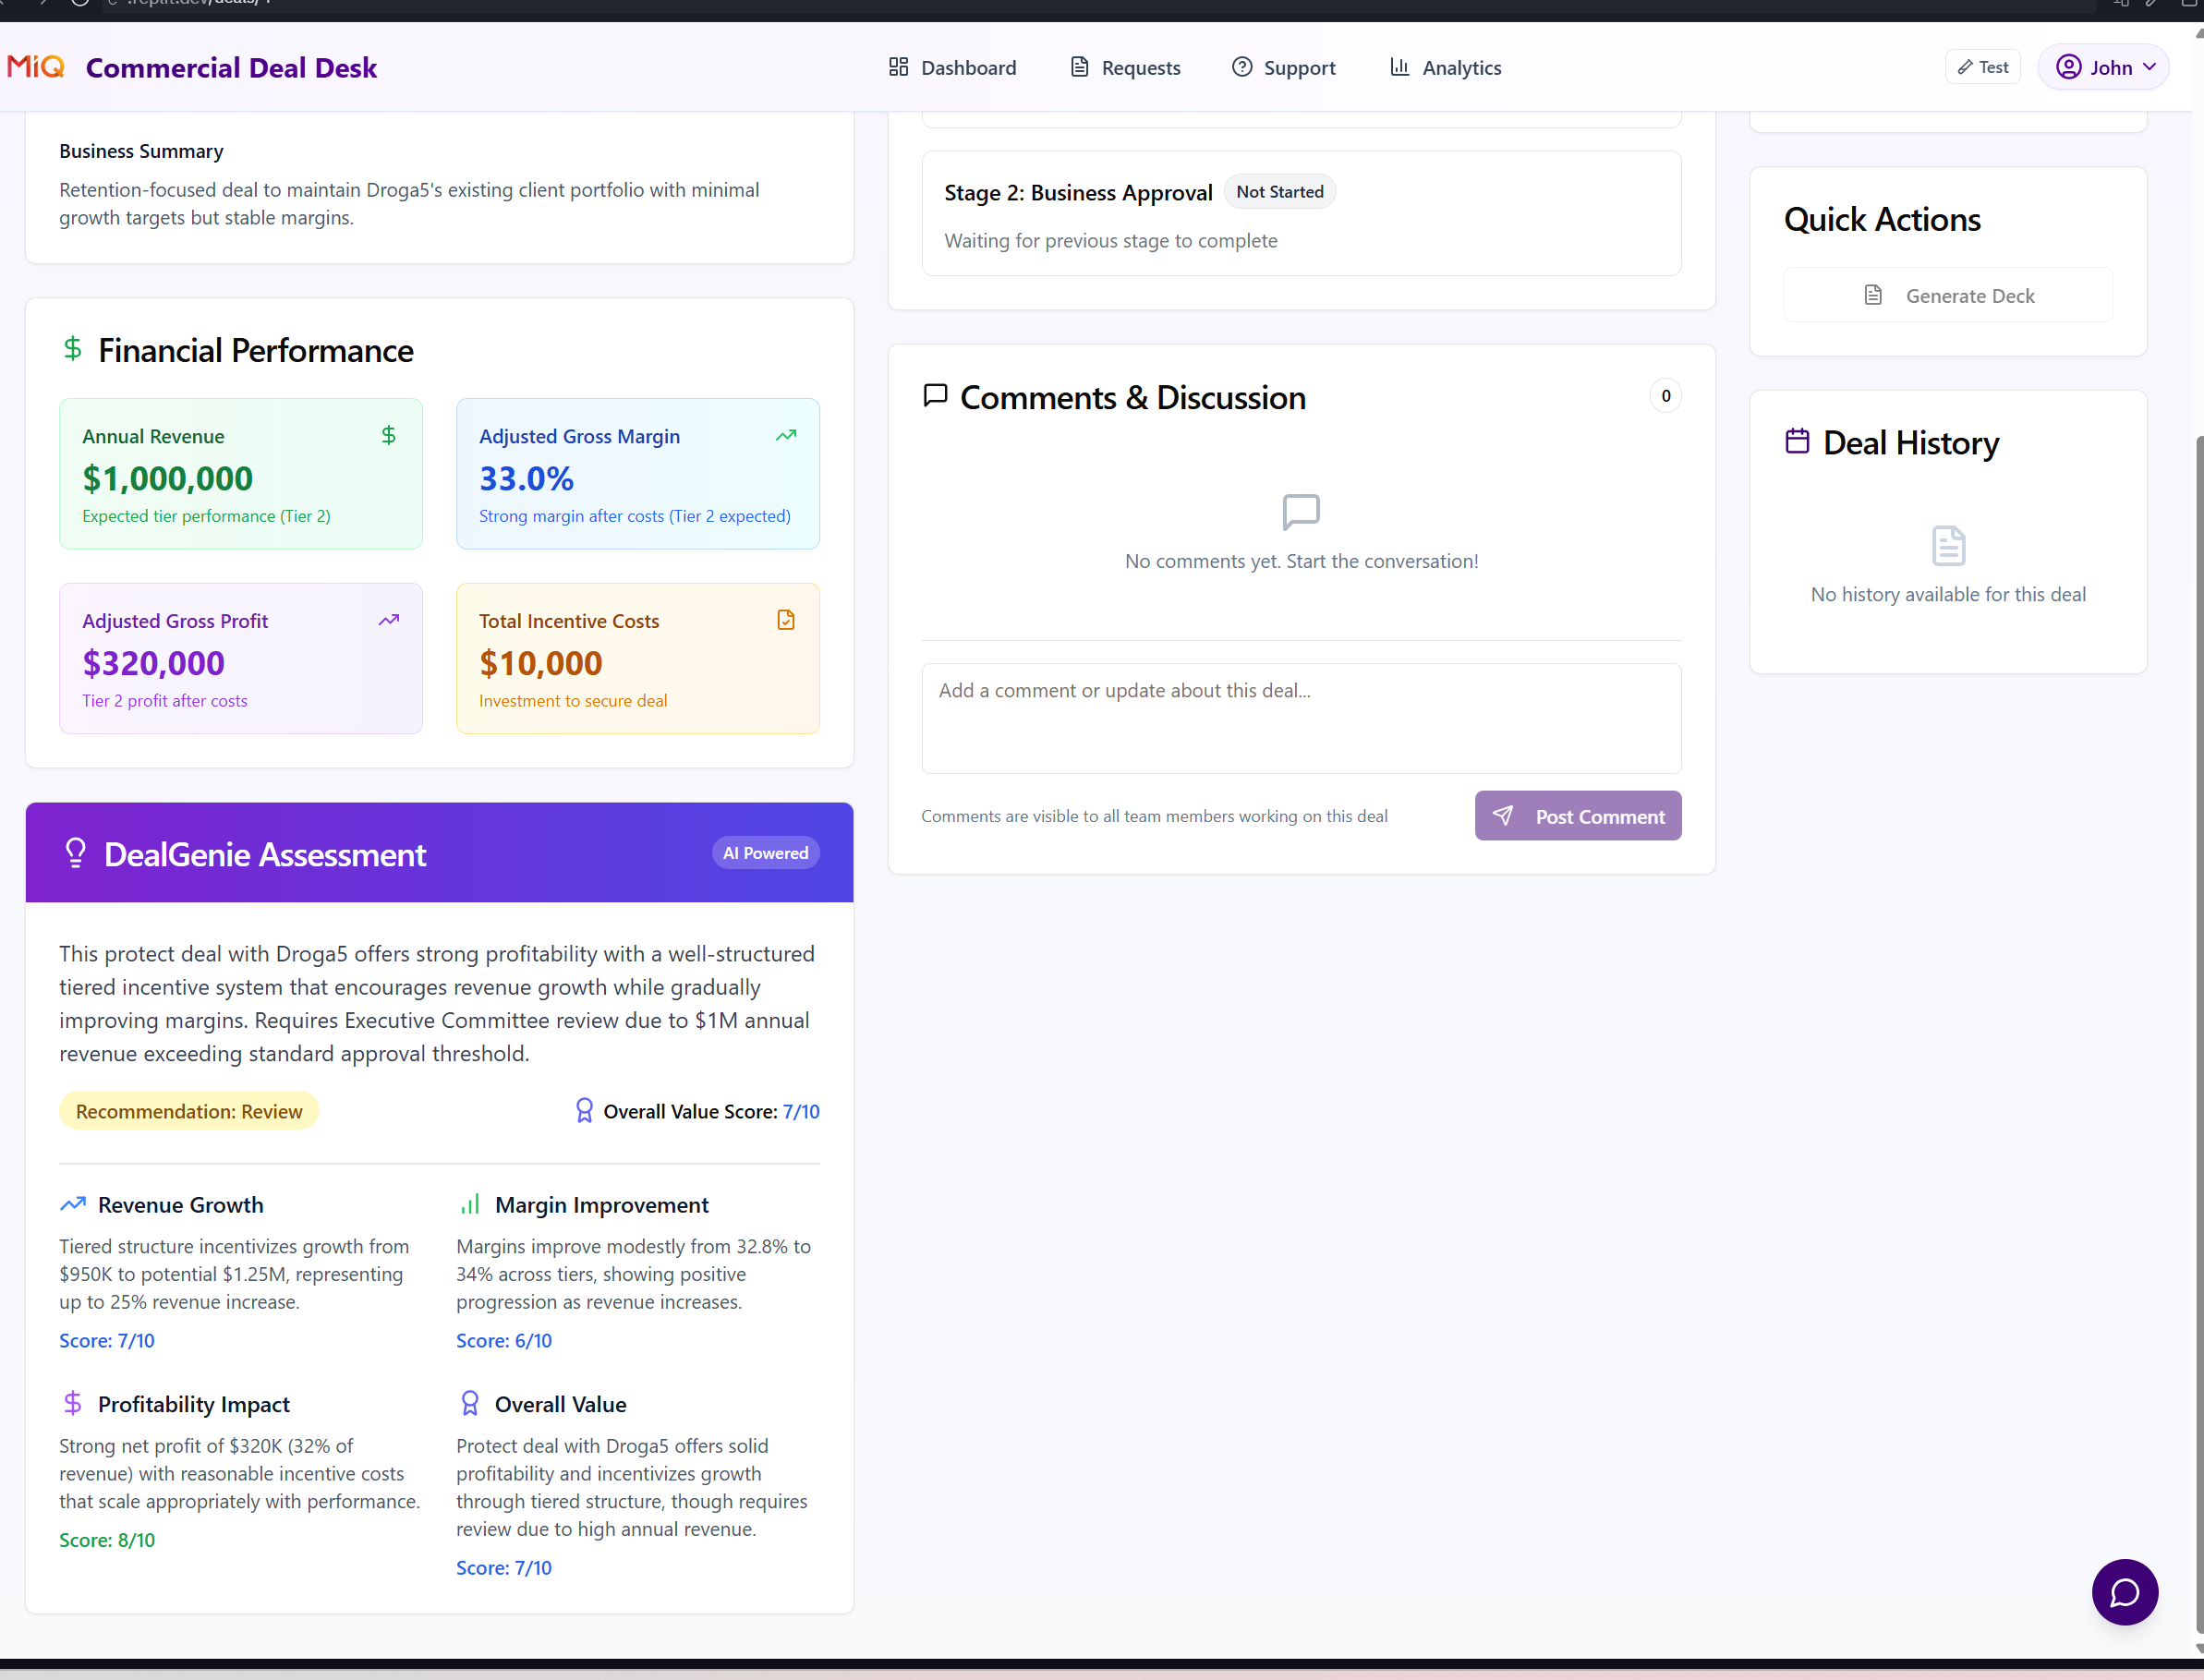 MiQ
Commercial Deal Desk
Dashboard
Requests
Support
Analytics
Test
John
Business Summary
Retention-focused deal to maintain Droga5's existing client portfolio with minimal
growth targets but stable margins.
Financial Performance
Annual Revenue
$1,000,000
Expected tier performance (Tier 2)
Adjusted Gross Margin
33.0%
Strong margin after costs (Tier 2 expected)
Adjusted Gross Profit
$320,000
Tier 2 profit after costs
Total Incentive Costs
$10,000
Investment to secure deal
DealGenie Assessment
AI Powered
This protect deal with Droga5 offers strong profitability with a well-structured
tiered incentive system that encourages revenue growth while gradually
improving margins. Requires Executive Committee review due to $1M annual
revenue exceeding standard approval threshold.
Recommendation: Review
Overall Value Score: 7/10
Revenue Growth
Tiered structure incentivizes growth from
$950K to potential $1.25M, representing
up to 25% revenue increase.
Score: 7/10
Margin Improvement
Margins improve modestly from 32.8% to
34% across tiers, showing positive
progression as revenue increases.
Score: 6/10
Profitability Impact
Strong net profit of $320K (32% of
revenue) with reasonable incentive costs
that scale appropriately with performance.
Score: 8/10
Overall Value
Protect deal with Droga5 offers solid
profitability and incentivizes growth
through tiered structure, though requires
review due to high annual revenue.
Score: 7/10
Stage 2: Business Approval
Not Started
Waiting for previous stage to complete
Comments & Discussion
0
No comments yet. Start the conversation!
Add a comment or update about this deal...
Comments are visible to all team members working on this deal
Post Comment
Quick Actions
Generate Deck
Deal History
No history available for this deal